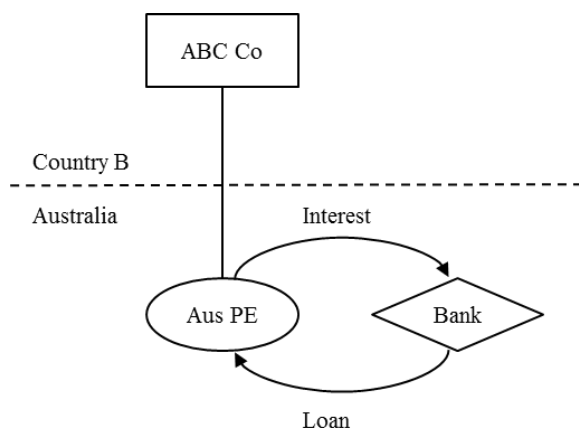 ABC Co
Country B
Australia
Interest
Aus PE
Bank
Loan